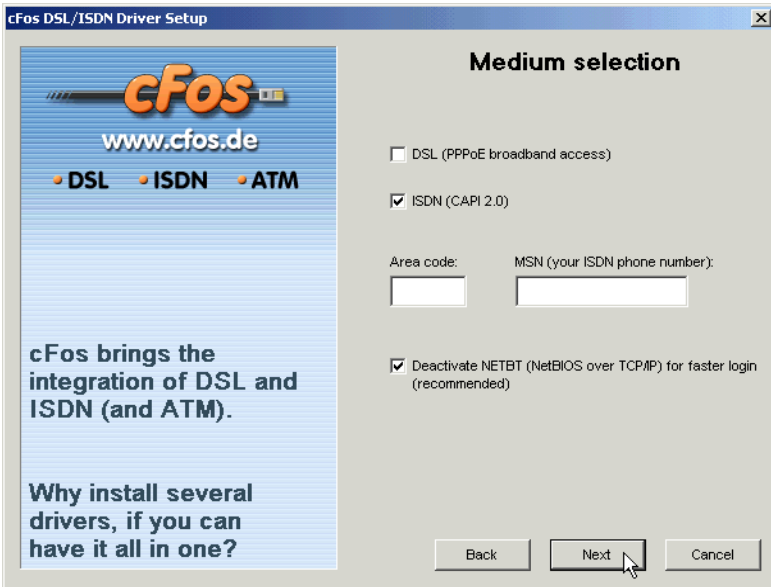 cFos DSL/ISDN Driver Setup
cFos
www.cfos.de
DSL ISDN ATM
cFos brings the
integration of DSL and
ISDN (and ATM).
Why install several
drivers, if you can
have it all in one?
Medium selection
DSL (PPPoE broadband access)
ISDN (CAPI 2.0)
Area code: MSN (your ISDN phone number):
Deactivate NETBT (NetBIOS over TCP/IP) for faster login
(recommended)
Back Next Cancel